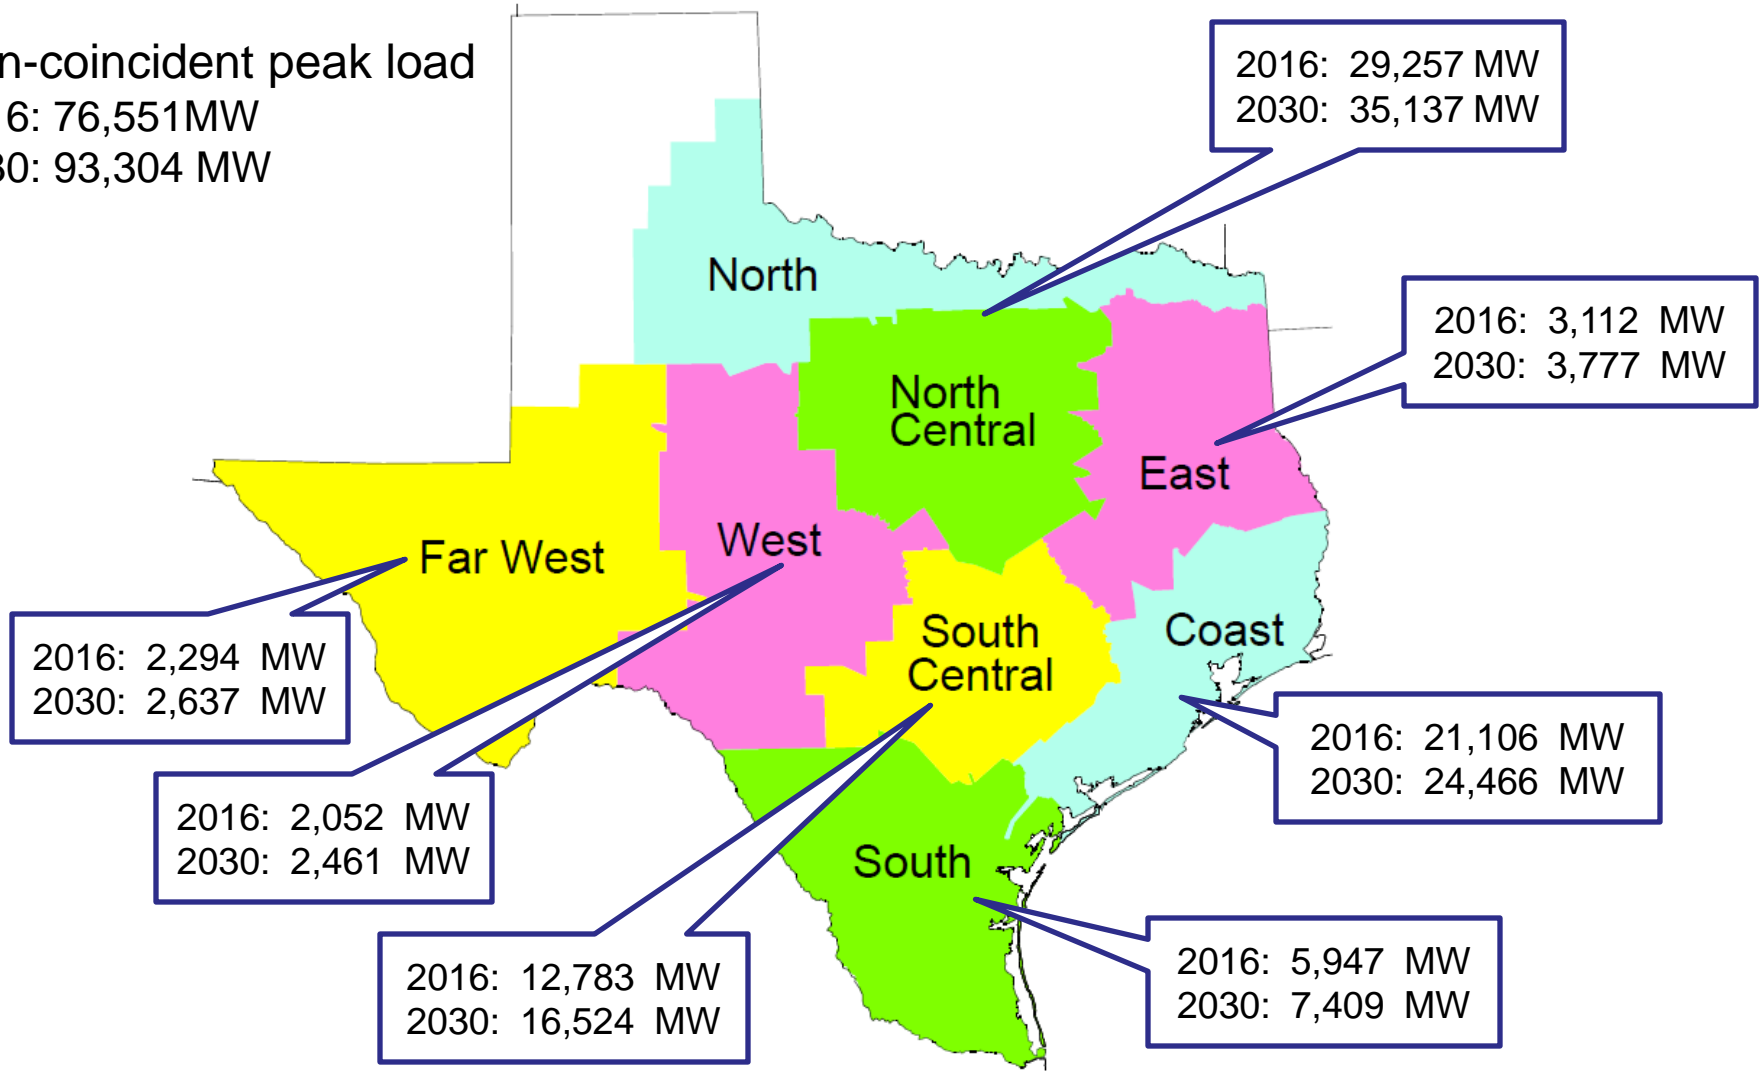 n-coincident peak load
6: 76,551MW
30: 93,304 MW
2016: 29,257 MW
2030: 35,137 MW
North
2016: 3,112 MW
2030: 3,777 MW
North
Central
East
West
Far West
South
Central
Coast
2016: 2,294 MW
2030: 2,637 MW
2016: 21,106 MW
2030: 24,466 MW
2016: 2,052 MW
2030: 2,461 MW
South
2016: 12,783 MW
2030: 16,524 MW
2016: 5,947 MW
2030: 7,409 MW